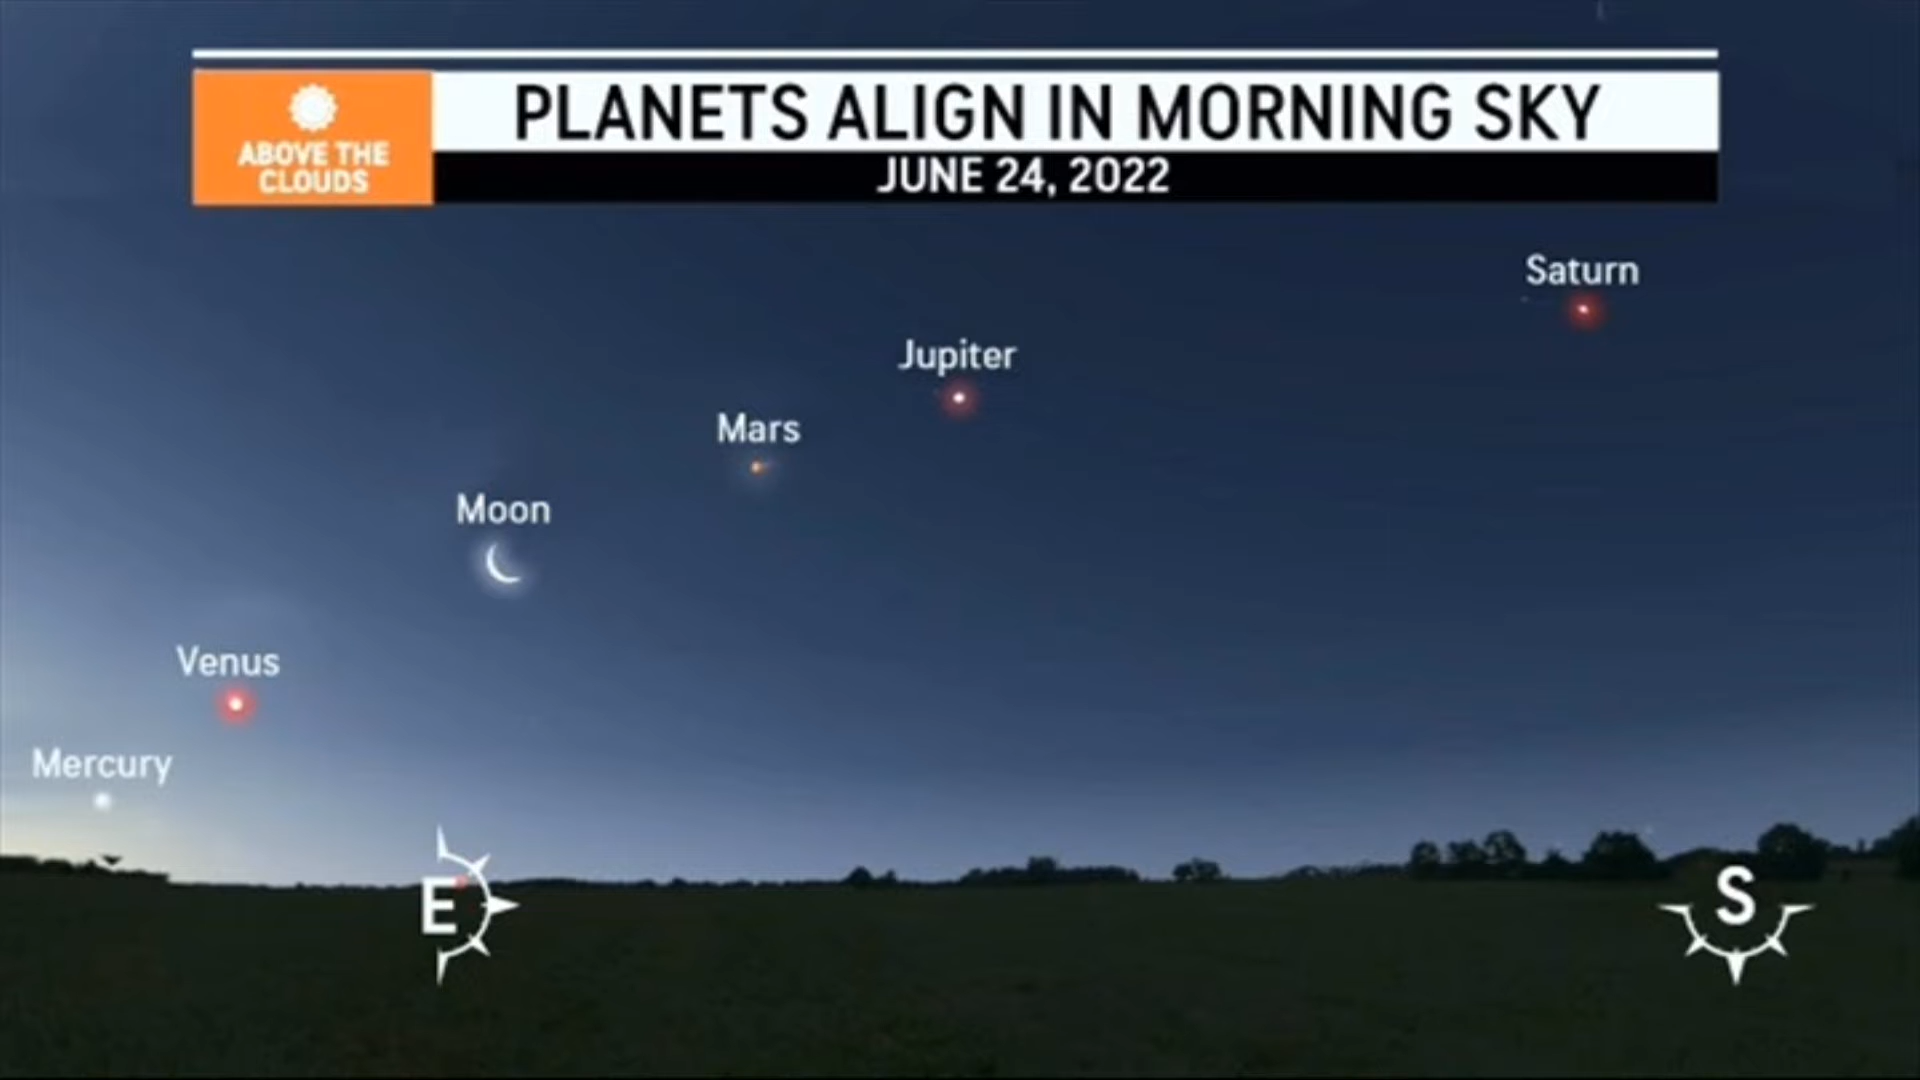 PLANETS ALIGN IN MORNING SKY
ABOVE THE
CLOUDS
JUNE 24, 2022
Saturn
Jupiter
Mars
Moon
Venus
Mercury
E
S